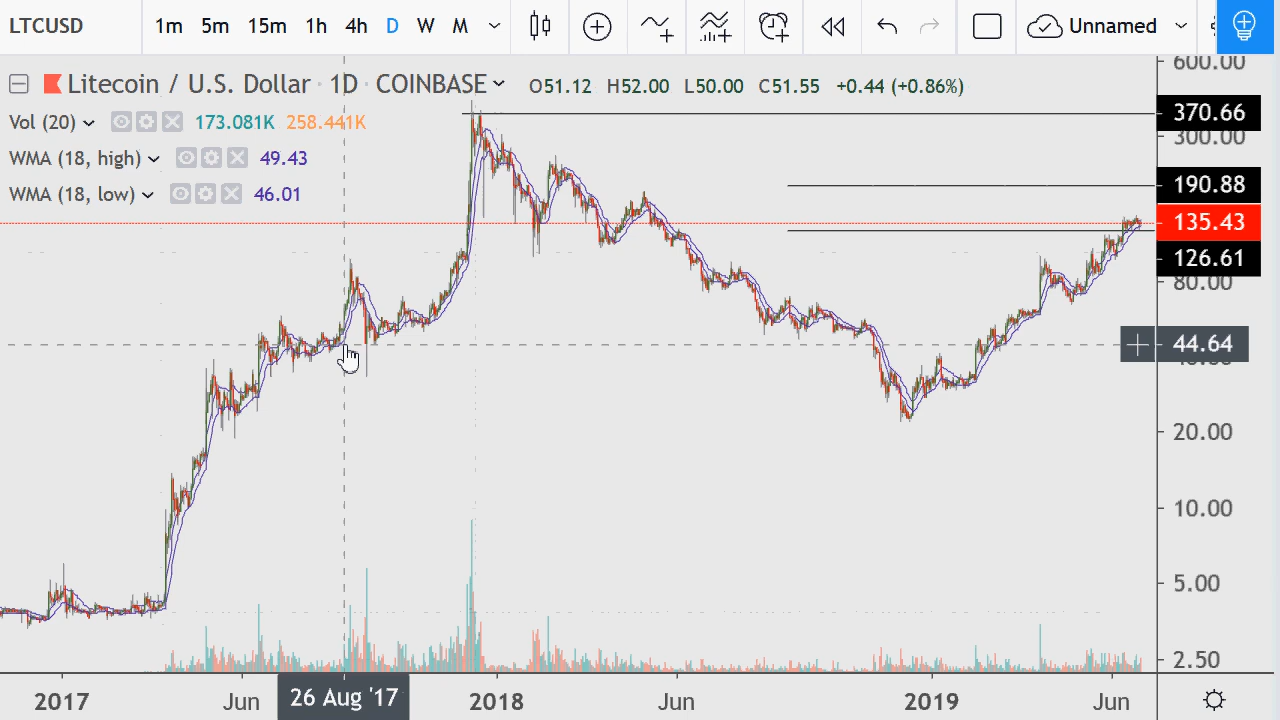 LTCUSD 1m 5m 15m 1h 4h D W M Unnamed
Litecoin / U.S. Dollar · 1D · COINBASE O51.12 H52.00 L50.00 C51.55 +0.44 (+0.86%)
Vol (20) 173.081K 258.441K
WMA (18, high) 49.43
WMA (18, low) 46.01
600.00
370.66
300.00
190.88
135.43
126.61
80.00
44.64
20.00
10.00
5.00
2.50
2017 Jun 26 Aug '17 2018 Jun 2019 Jun